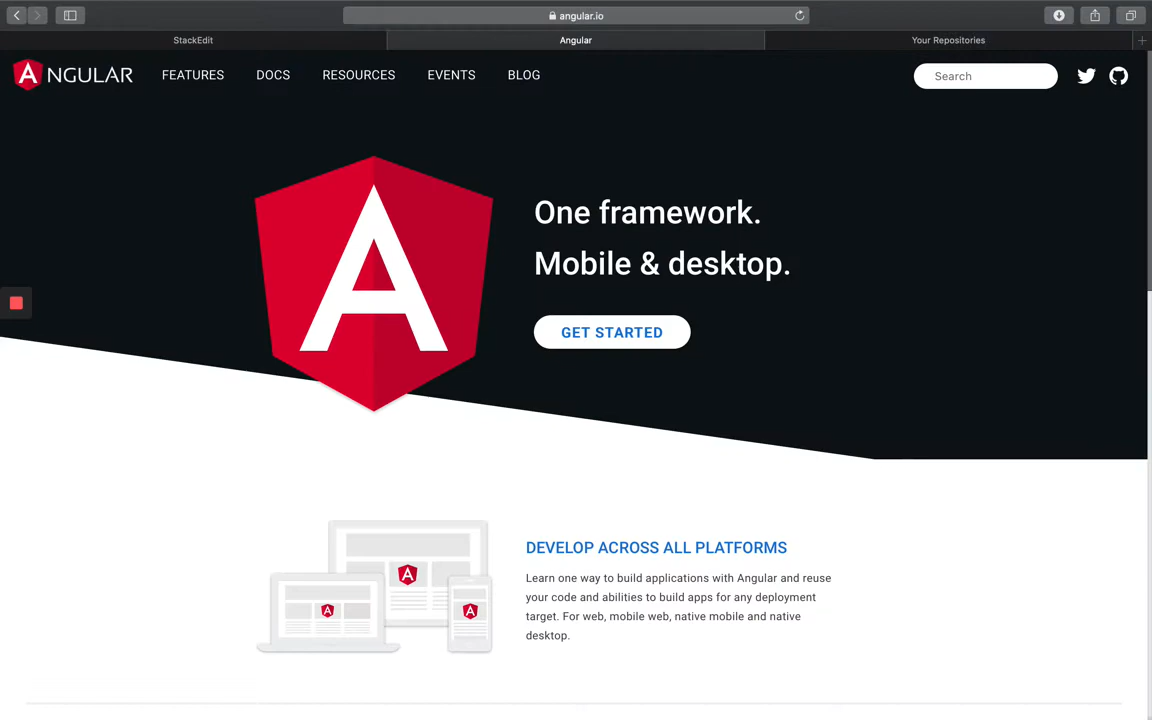 angular.io
StackEdit
Angular
Your Repositories
ANGULAR
FEATURES
DOCS
RESOURCES
EVENTS
BLOG
Search
A
One framework.
Mobile & desktop.
GET STARTED
A
A
A
DEVELOP ACROSS ALL PLATFORMS
Learn one way to build applications with Angular and reuse
your code and abilities to build apps for any deployment
target. For web, mobile web, native mobile and native
desktop.